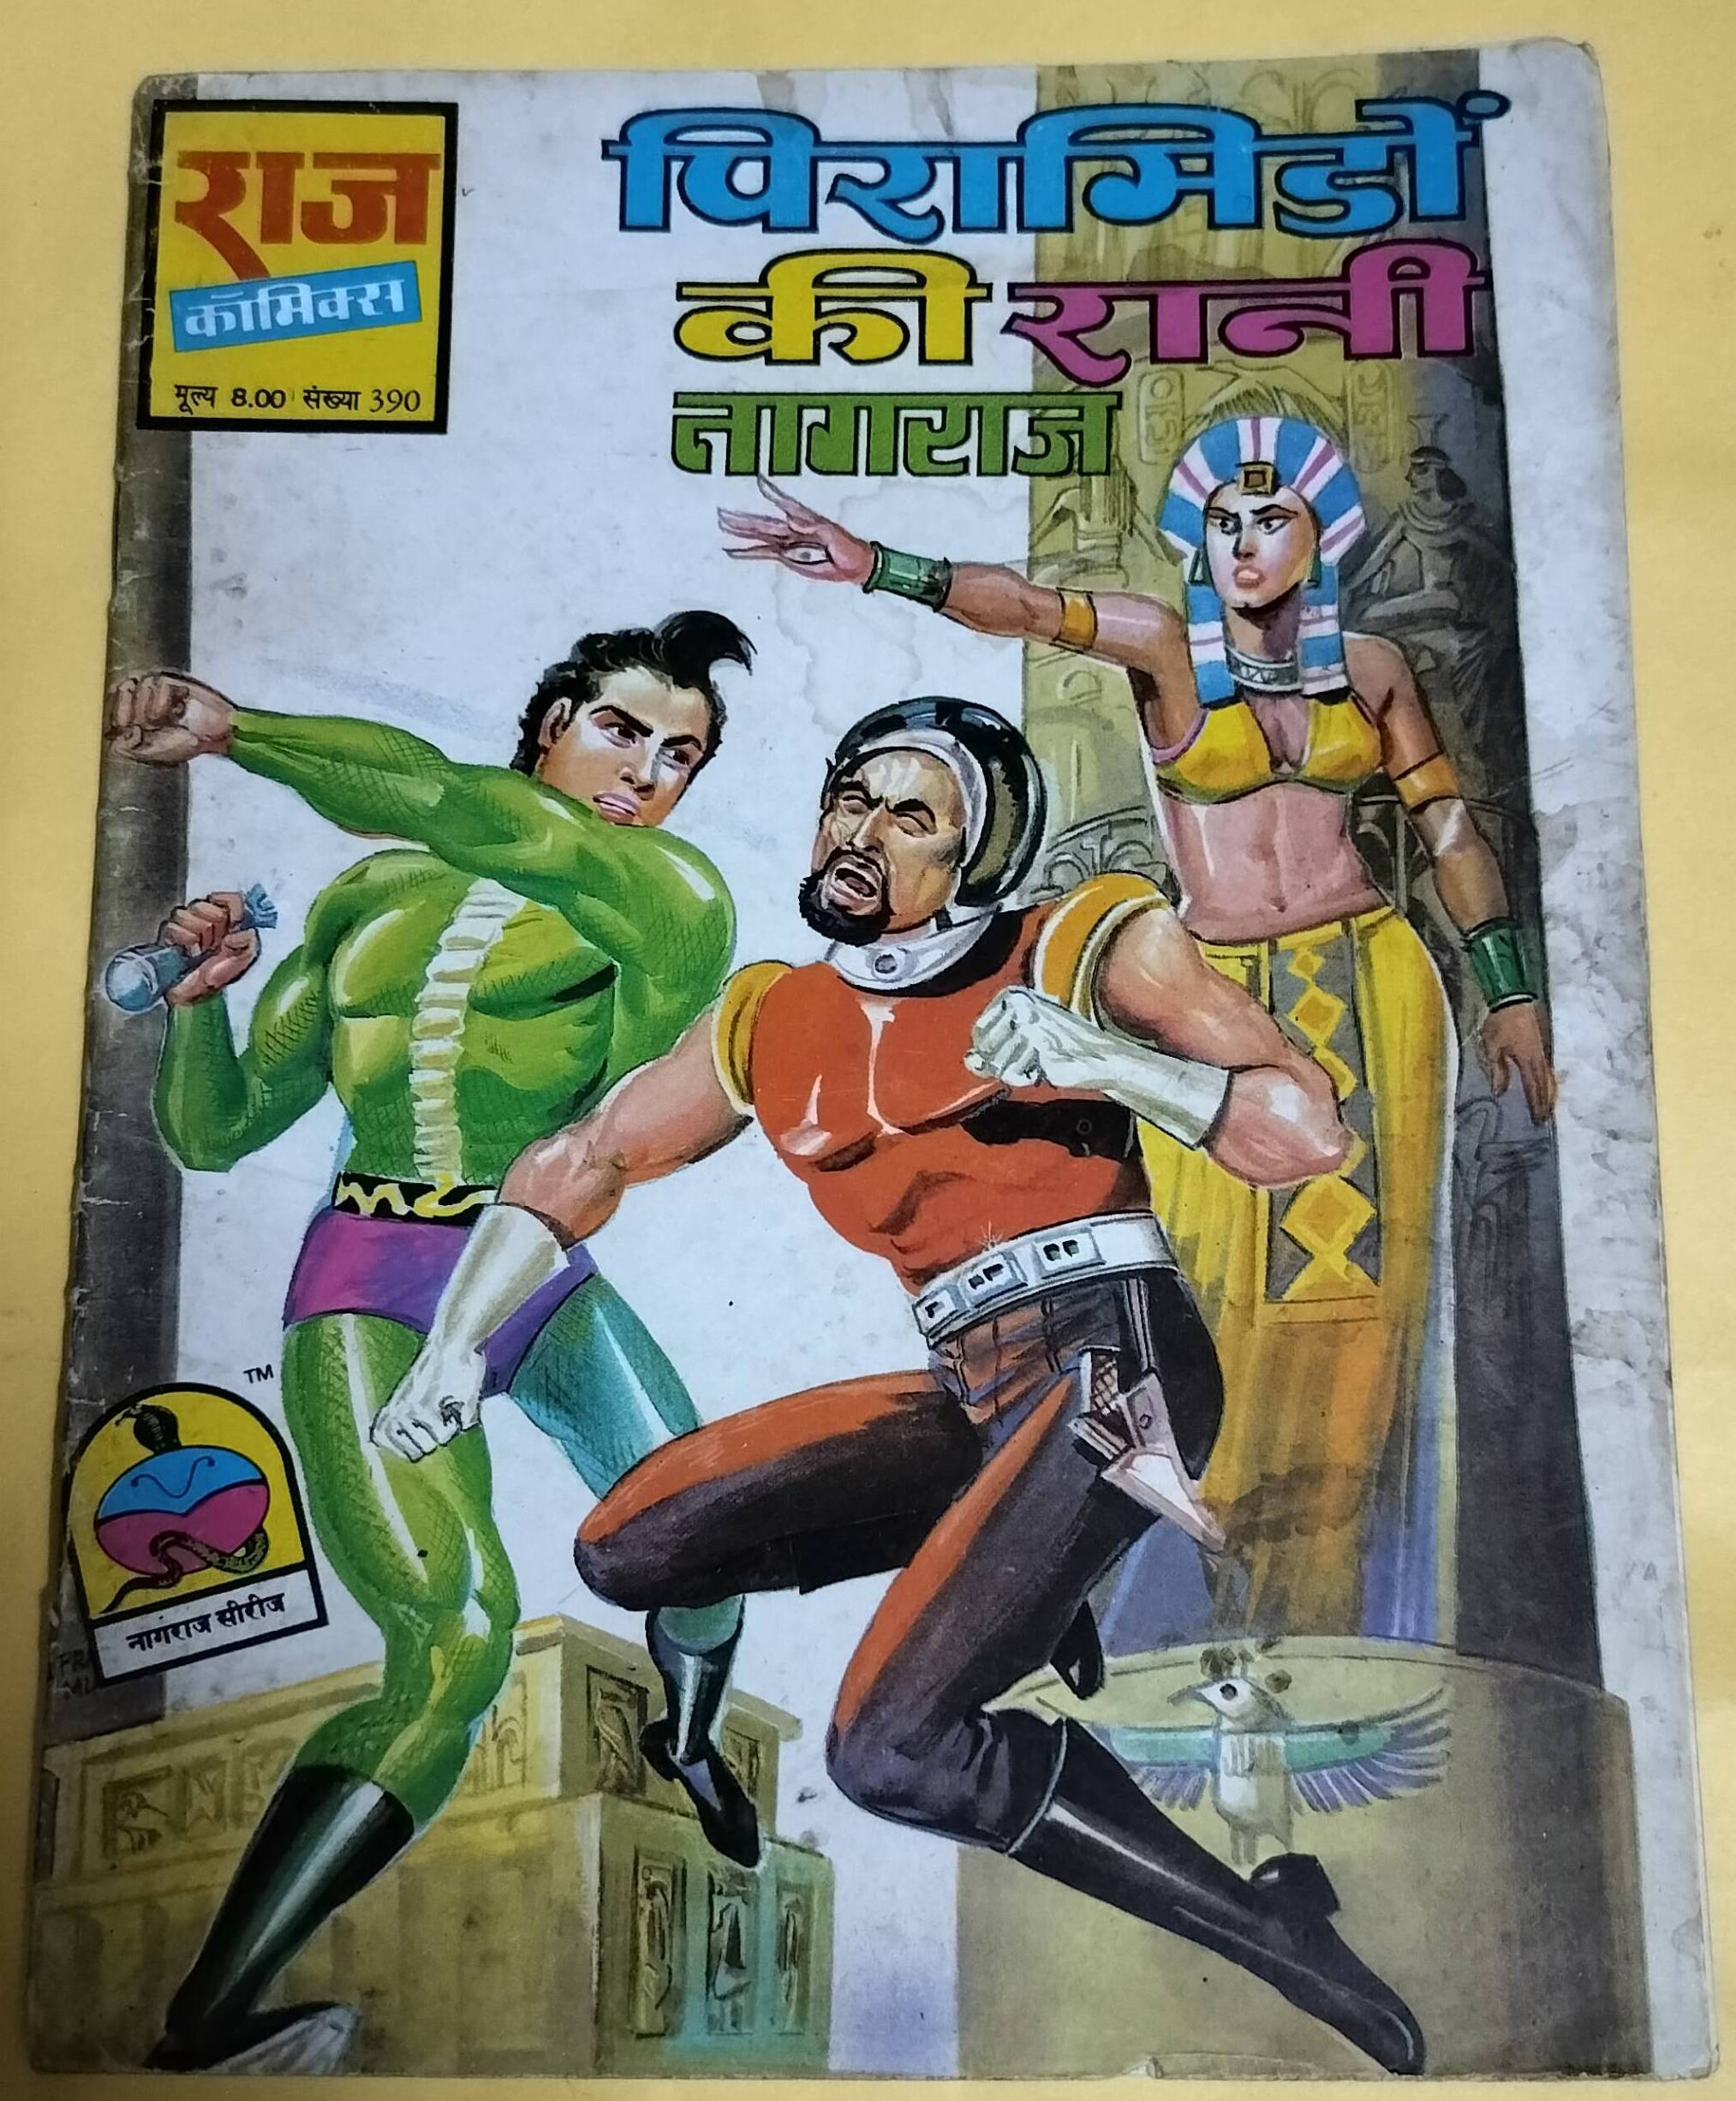 राज
कॉमिक्स
मूल्य 8.00 संख्या 390
पिरामिडों
की रानी
नागराज
TM
नागराज सीरीज